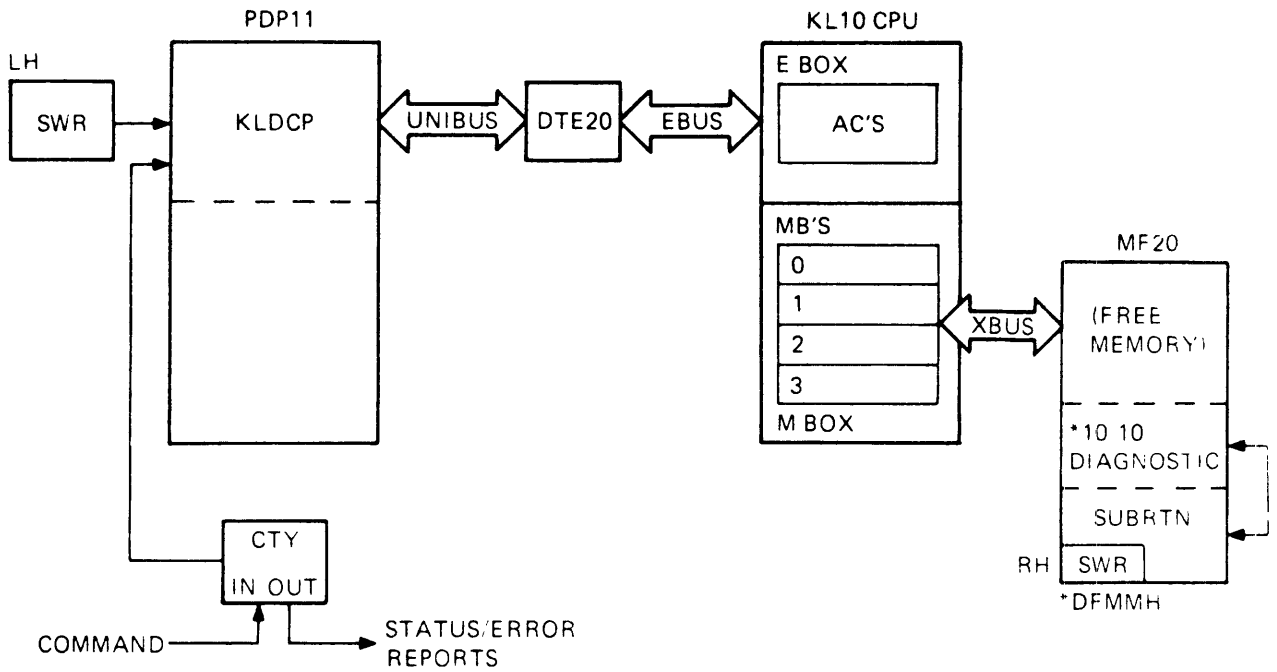 PDP11
KL10 CPU
LH
SWR
KLDCP
UNIBUS
DTE20
EBUS
E BOX
AC'S
MB'S
0
1
2
3
M BOX
XBUS
MF20
(FREE
MEMORY)
*10 10
DIAGNOSTIC
SUBRTN
RH
SWR
*DFMMH
CTY
IN OUT
COMMAND
STATUS/ERROR
REPORTS